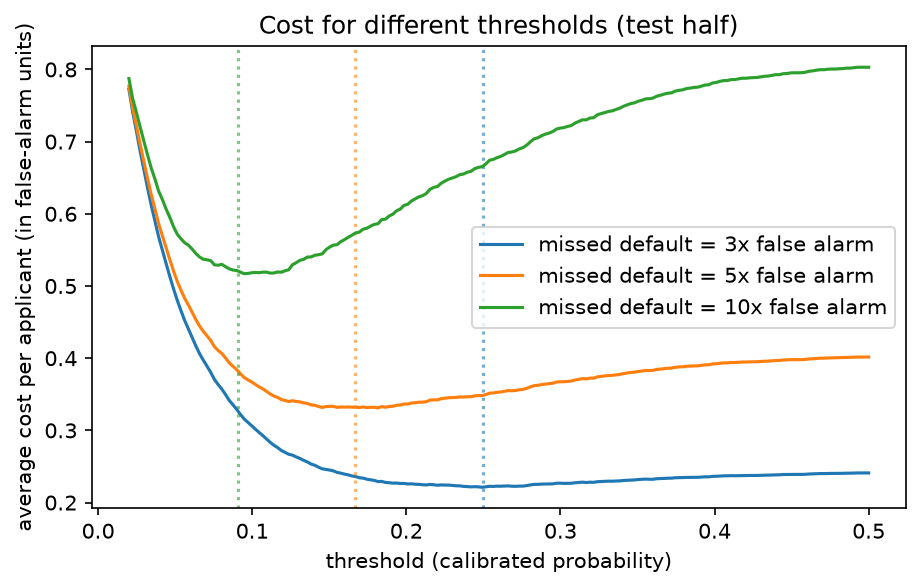 Cost for different thresholds (test half)
average cost per applicant (in false-alarm units)
0.8
0.7
0.6
0.5
0.4
0.3
0.2
missed default = 3x false alarm
missed default = 5x false alarm
missed default = 10x false alarm
0.0 0.1 0.2 0.3 0.4 0.5
threshold (calibrated probability)